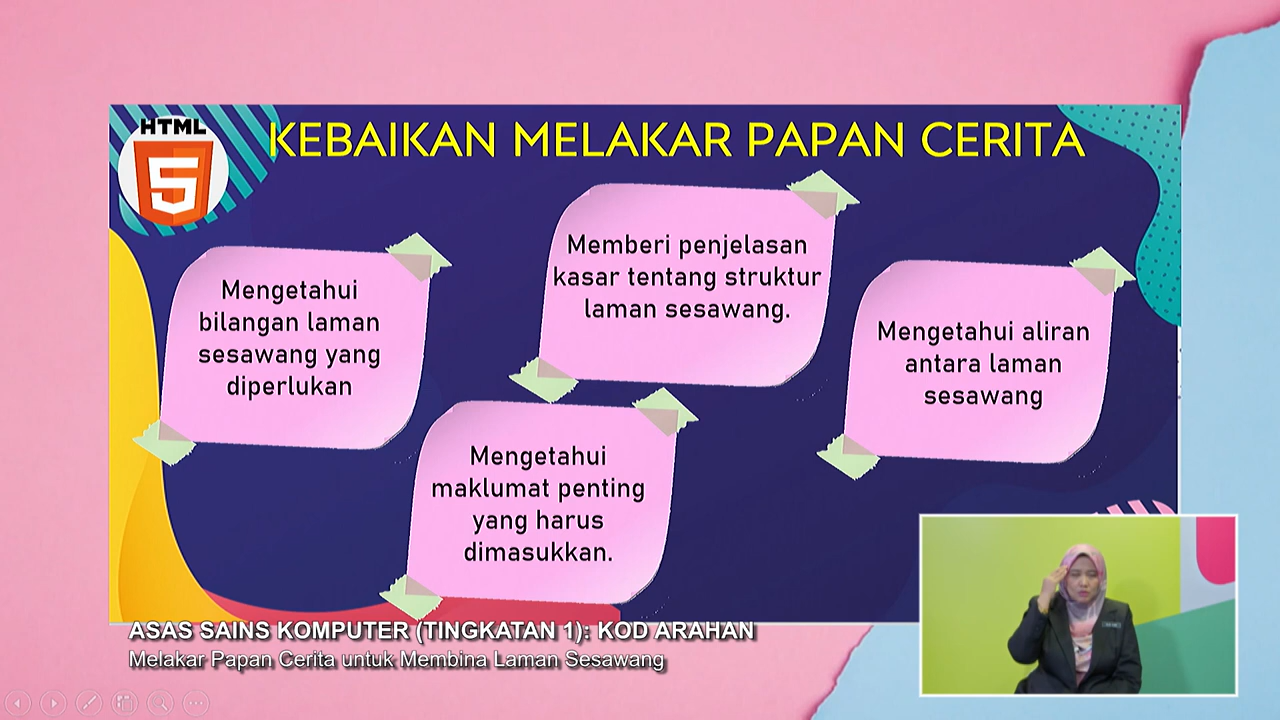 HTML
5
KEBAIKAN MELAKAR PAPAN CERITA
Mengetahui
bilangan laman
sesawang yang
diperlukan
Memberi penjelasan
kasar tentang struktur
laman sesawang.
Mengetahui aliran
antara laman
sesawang
Mengetahui
maklumat penting
yang harus
dimasukkan.
ASAS SAINS KOMPUTER (TINGKATAN 1): KOD ARAHAN
Melakar Papan Cerita untuk Membina Laman Sesawang